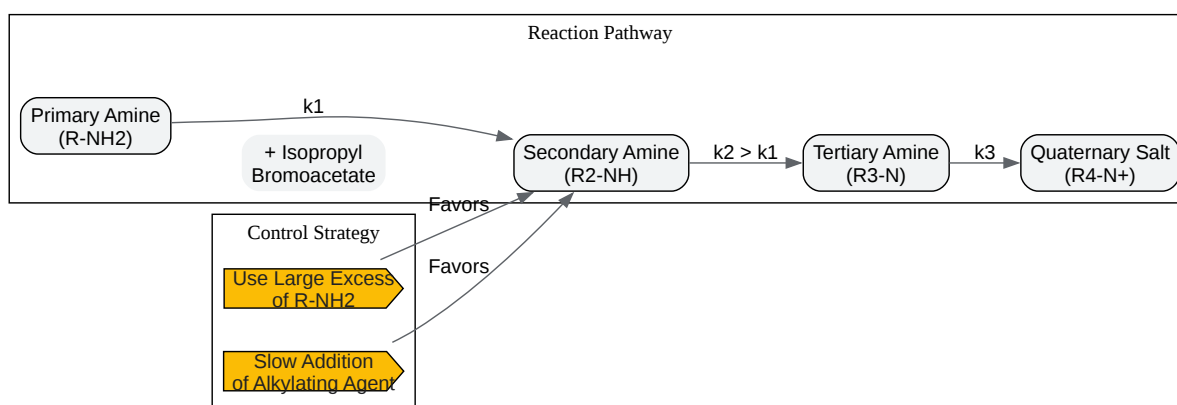 Reaction Pathway
Primary Amine
(R-NH2)
k1
+ Isopropyl
Bromoacetate
Secondary Amine
(R2-NH)
k2 > k1
Tertiary Amine
(R3-N)
k3
Quaternary Salt
(R4-N+)
Control Strategy
Favors
Use Large Excess
of R-NH2
Favors
Slow Addition
of Alkylating Agent